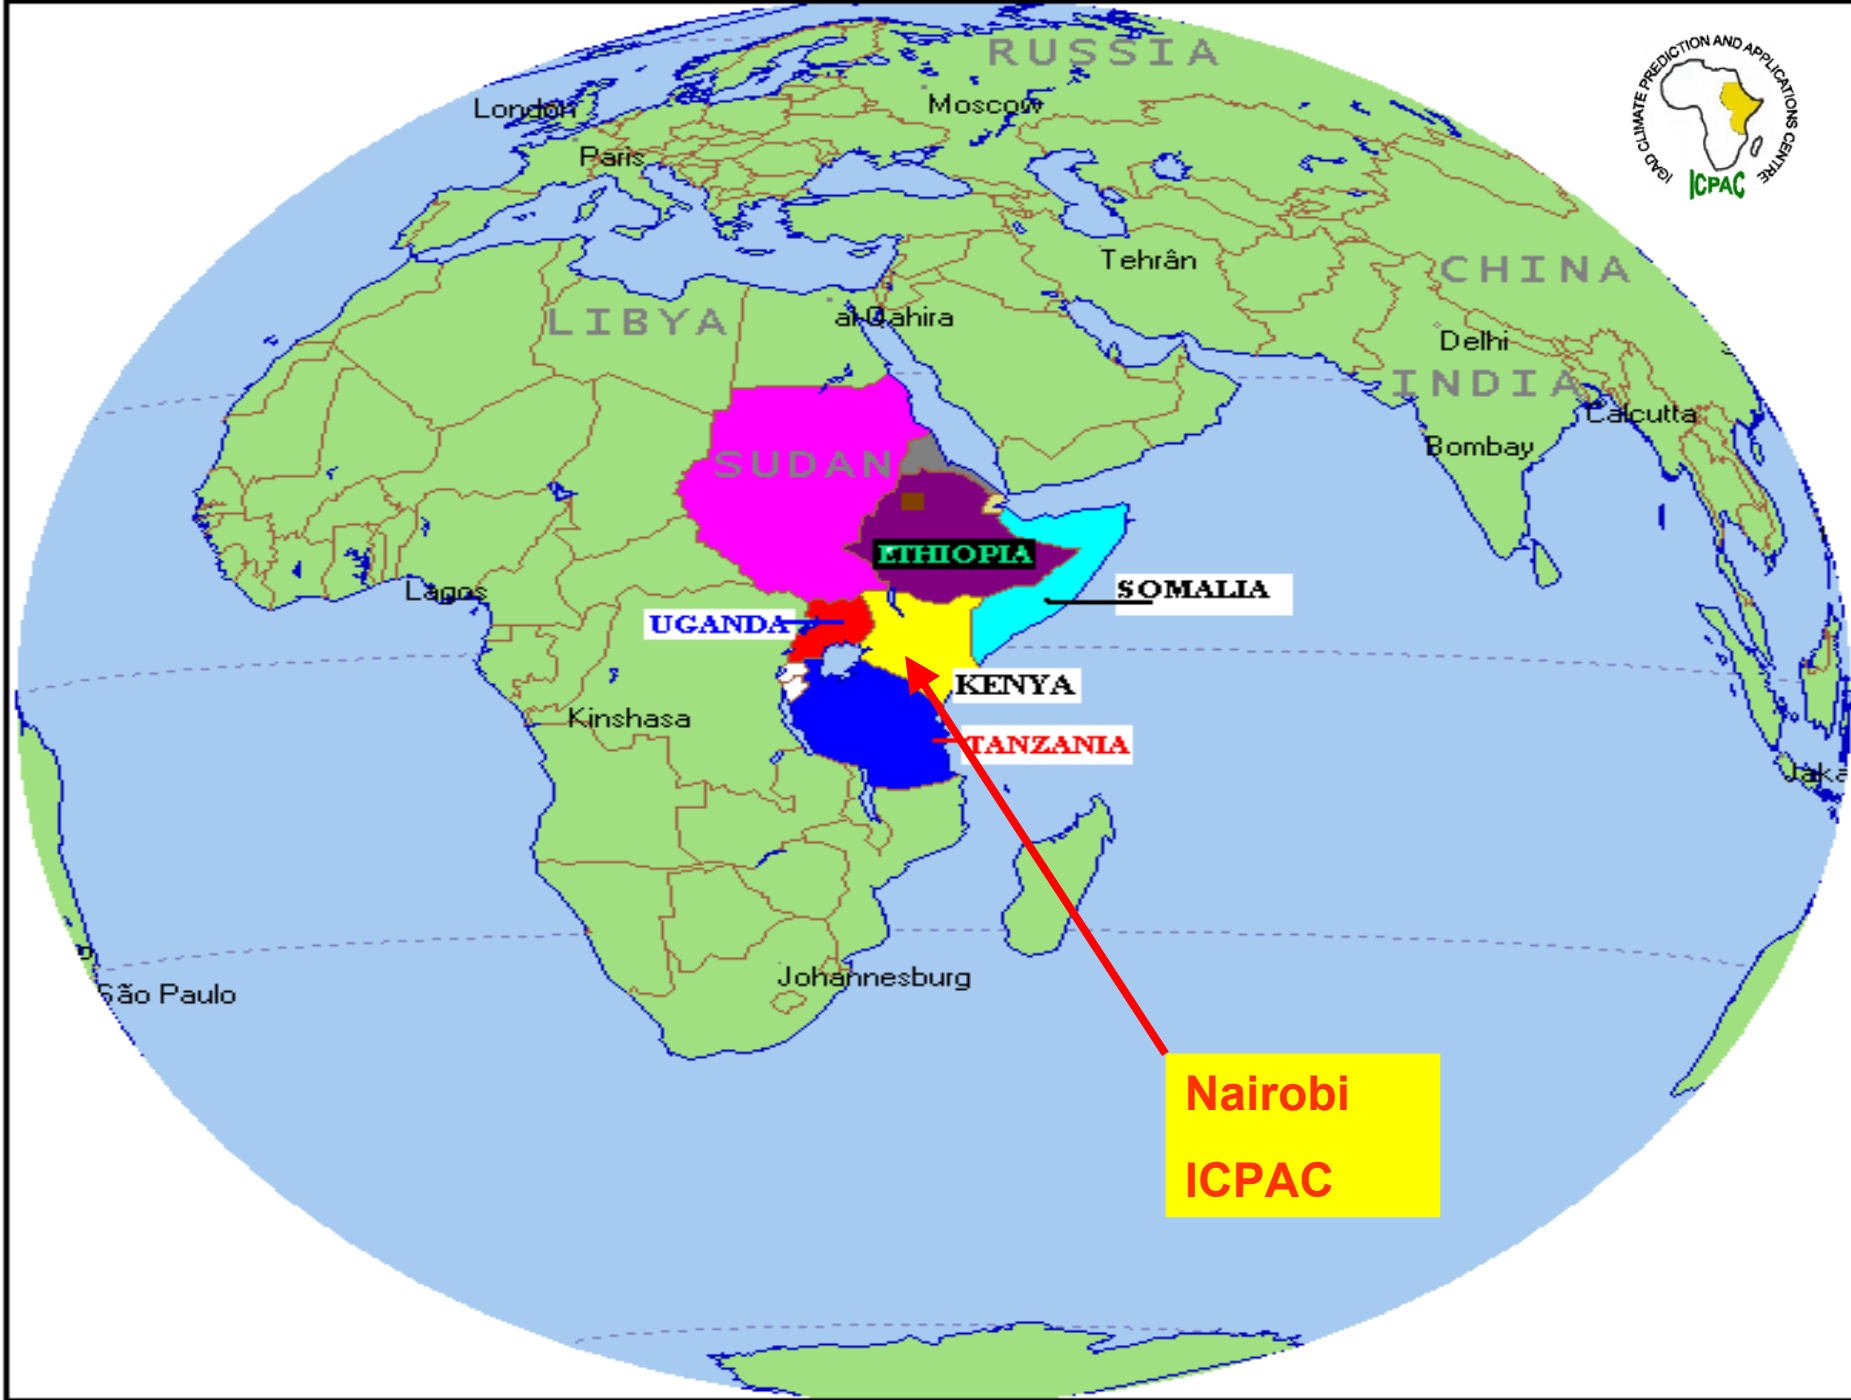 RUSSIA
IGAD CLIMATE PREDICTION AND APPLICATIONS CENTRE
ICPAC
London
Moscow
Paris
Tehrân
CHINA
LIBYA
al-Qahira
Delhi
INDIA
Calcutta
Bombay
SUDAN
ETHIOPIA
SOMALIA
Lagos
UGANDA
KENYA
Kinshasa
TANZANIA
Jaka
Johannesburg
São Paulo
Nairobi
ICPAC